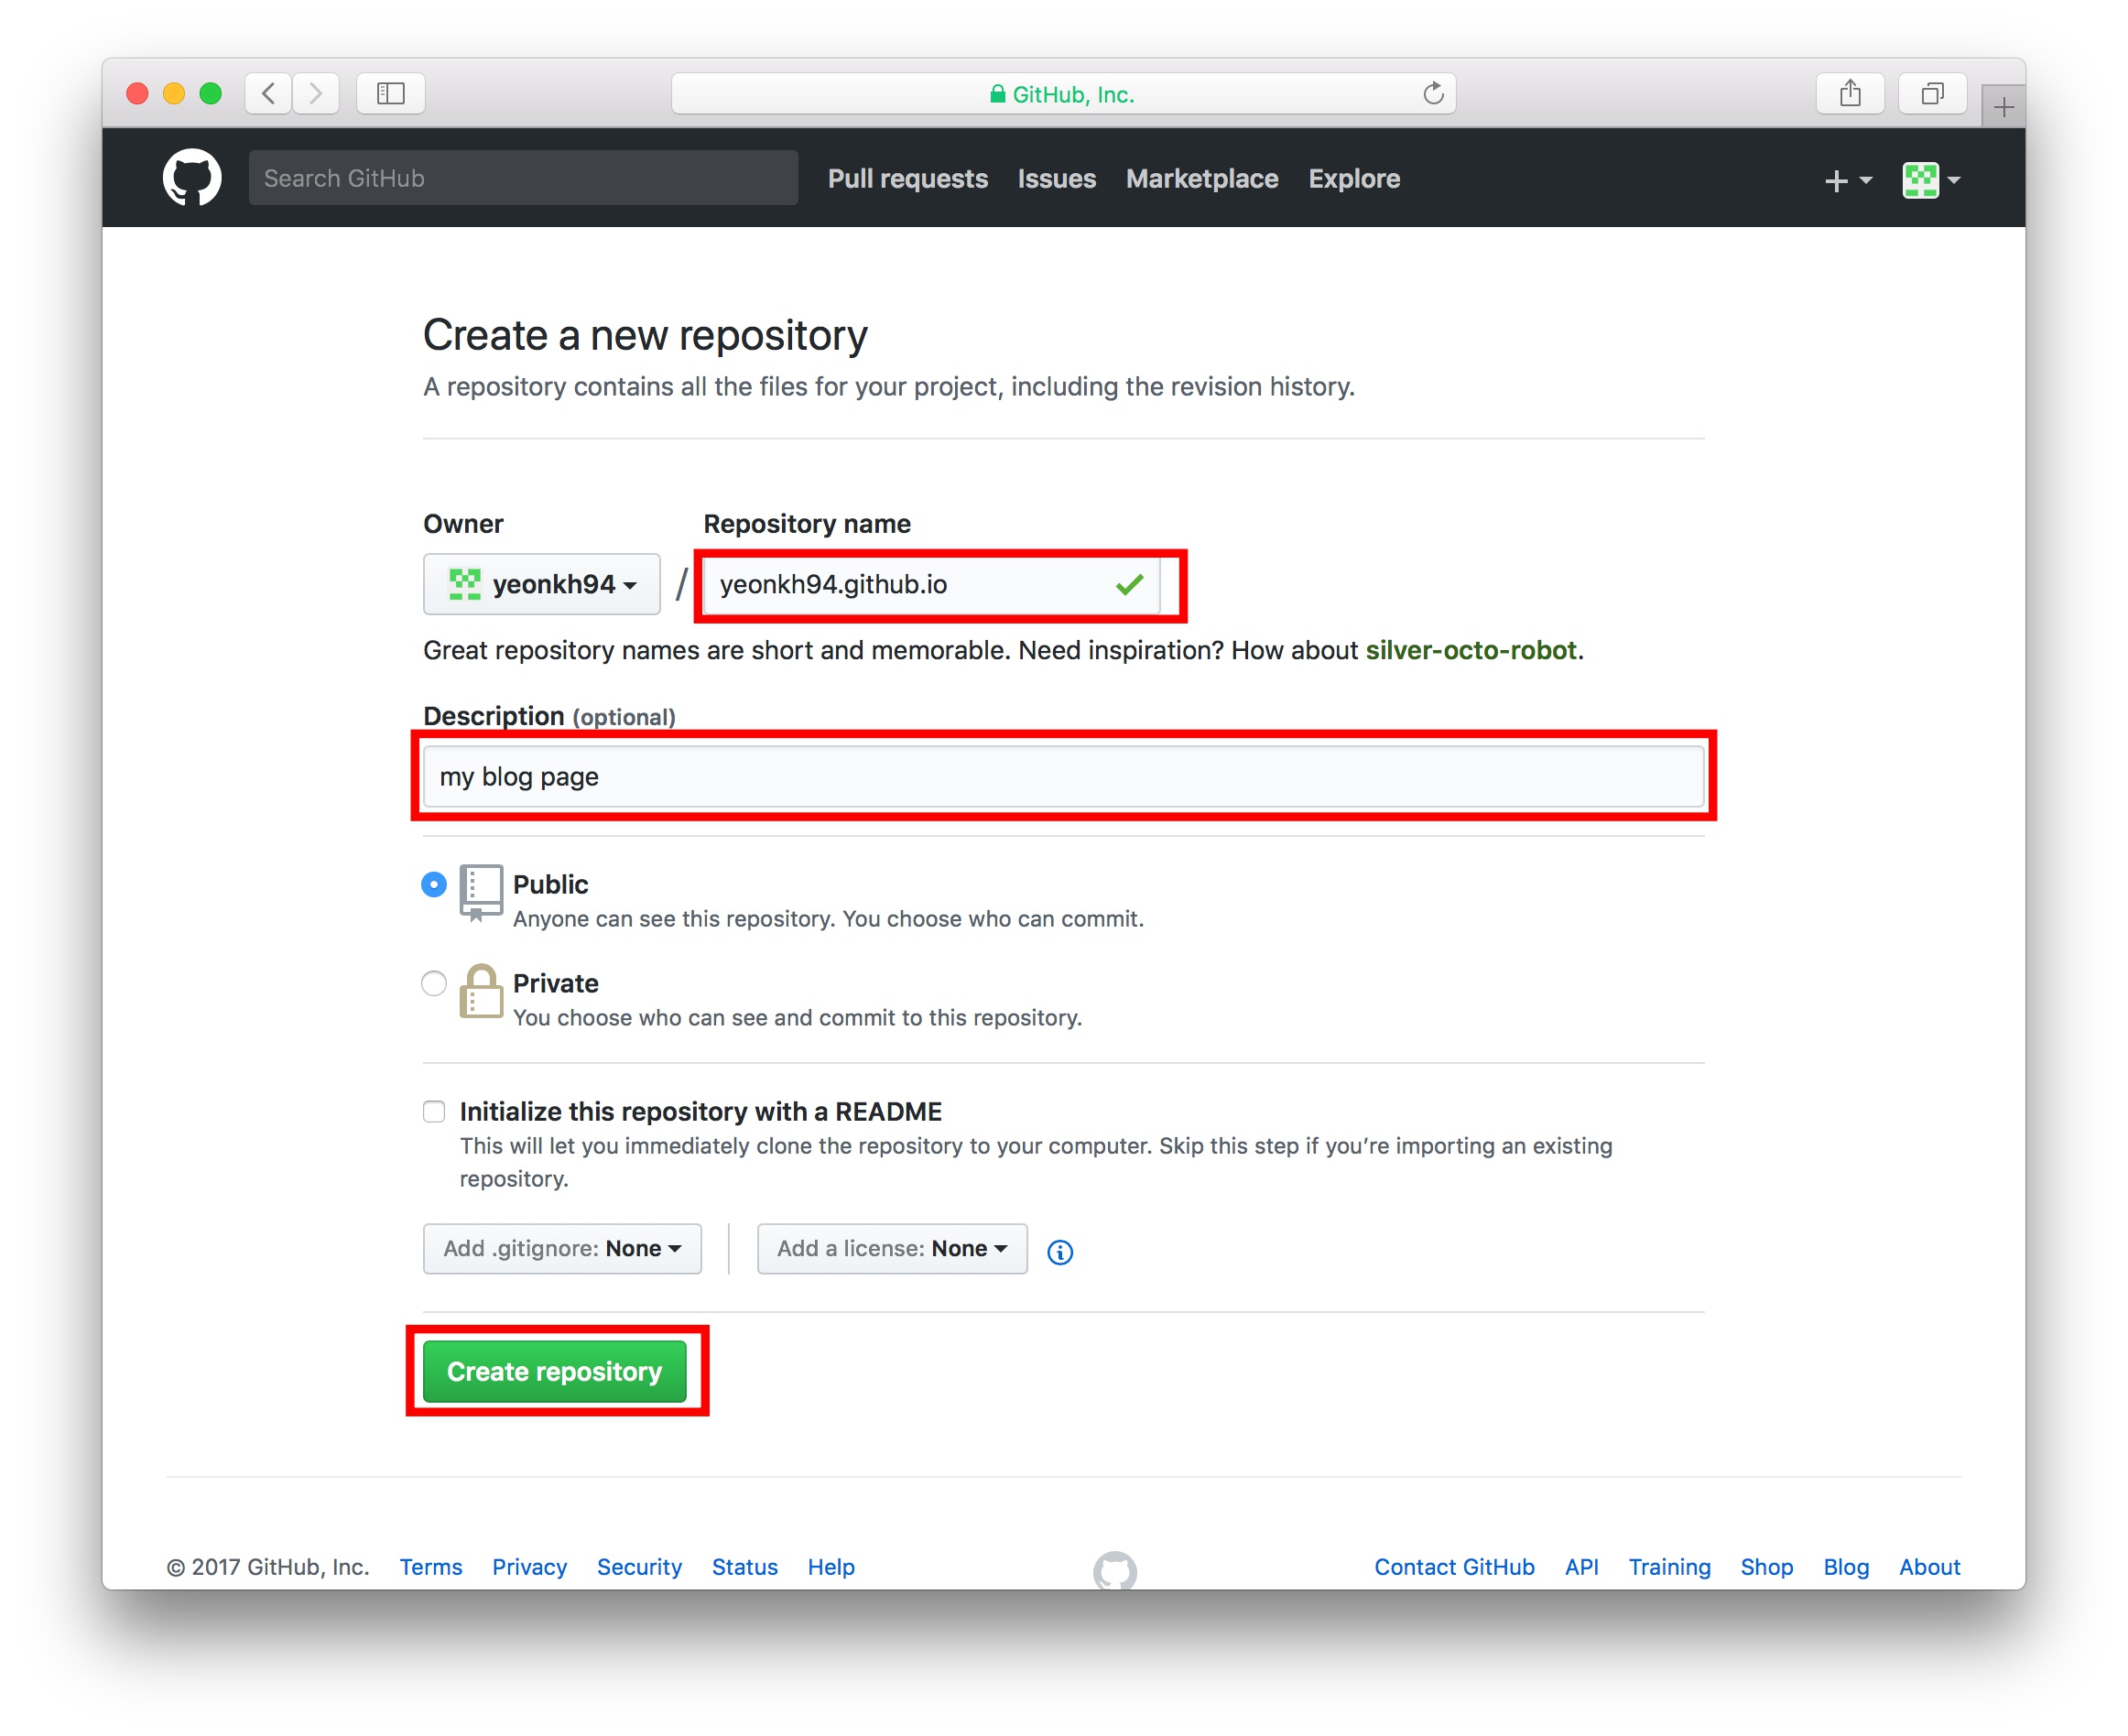 GitHub, Inc.
Search GitHub
Pull requests
Issues
Marketplace
Explore
Create a new repository
A repository contains all the files for your project, including the revision history.
Owner
Repository name
yeonkh94
/
yeonkh94.github.io
Great repository names are short and memorable. Need inspiration? How about silver-octo-robot.
Description (optional)
my blog page
Public
Anyone can see this repository. You choose who can commit.
Private
You choose who can see and commit to this repository.
Initialize this repository with a README
This will let you immediately clone the repository to your computer. Skip this step if you’re importing an existing
repository.
Add .gitignore: None
Add a license: None
Create repository
© 2017 GitHub, Inc.
Terms
Privacy
Security
Status
Help
Contact GitHub
API
Training
Shop
Blog
About